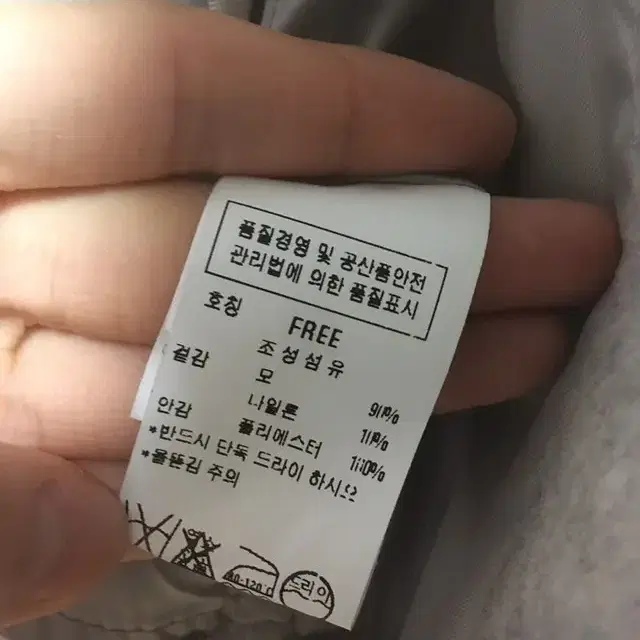 품질경영 및 공산품안전
관리법에 의한 품질표시
호칭 FREE
조성섬유
겉감 모 90%
나일론 10%
안감 폴리에스터 100%
*반드시 단독 드라이 하시오
*올뜯김 주의
드라이